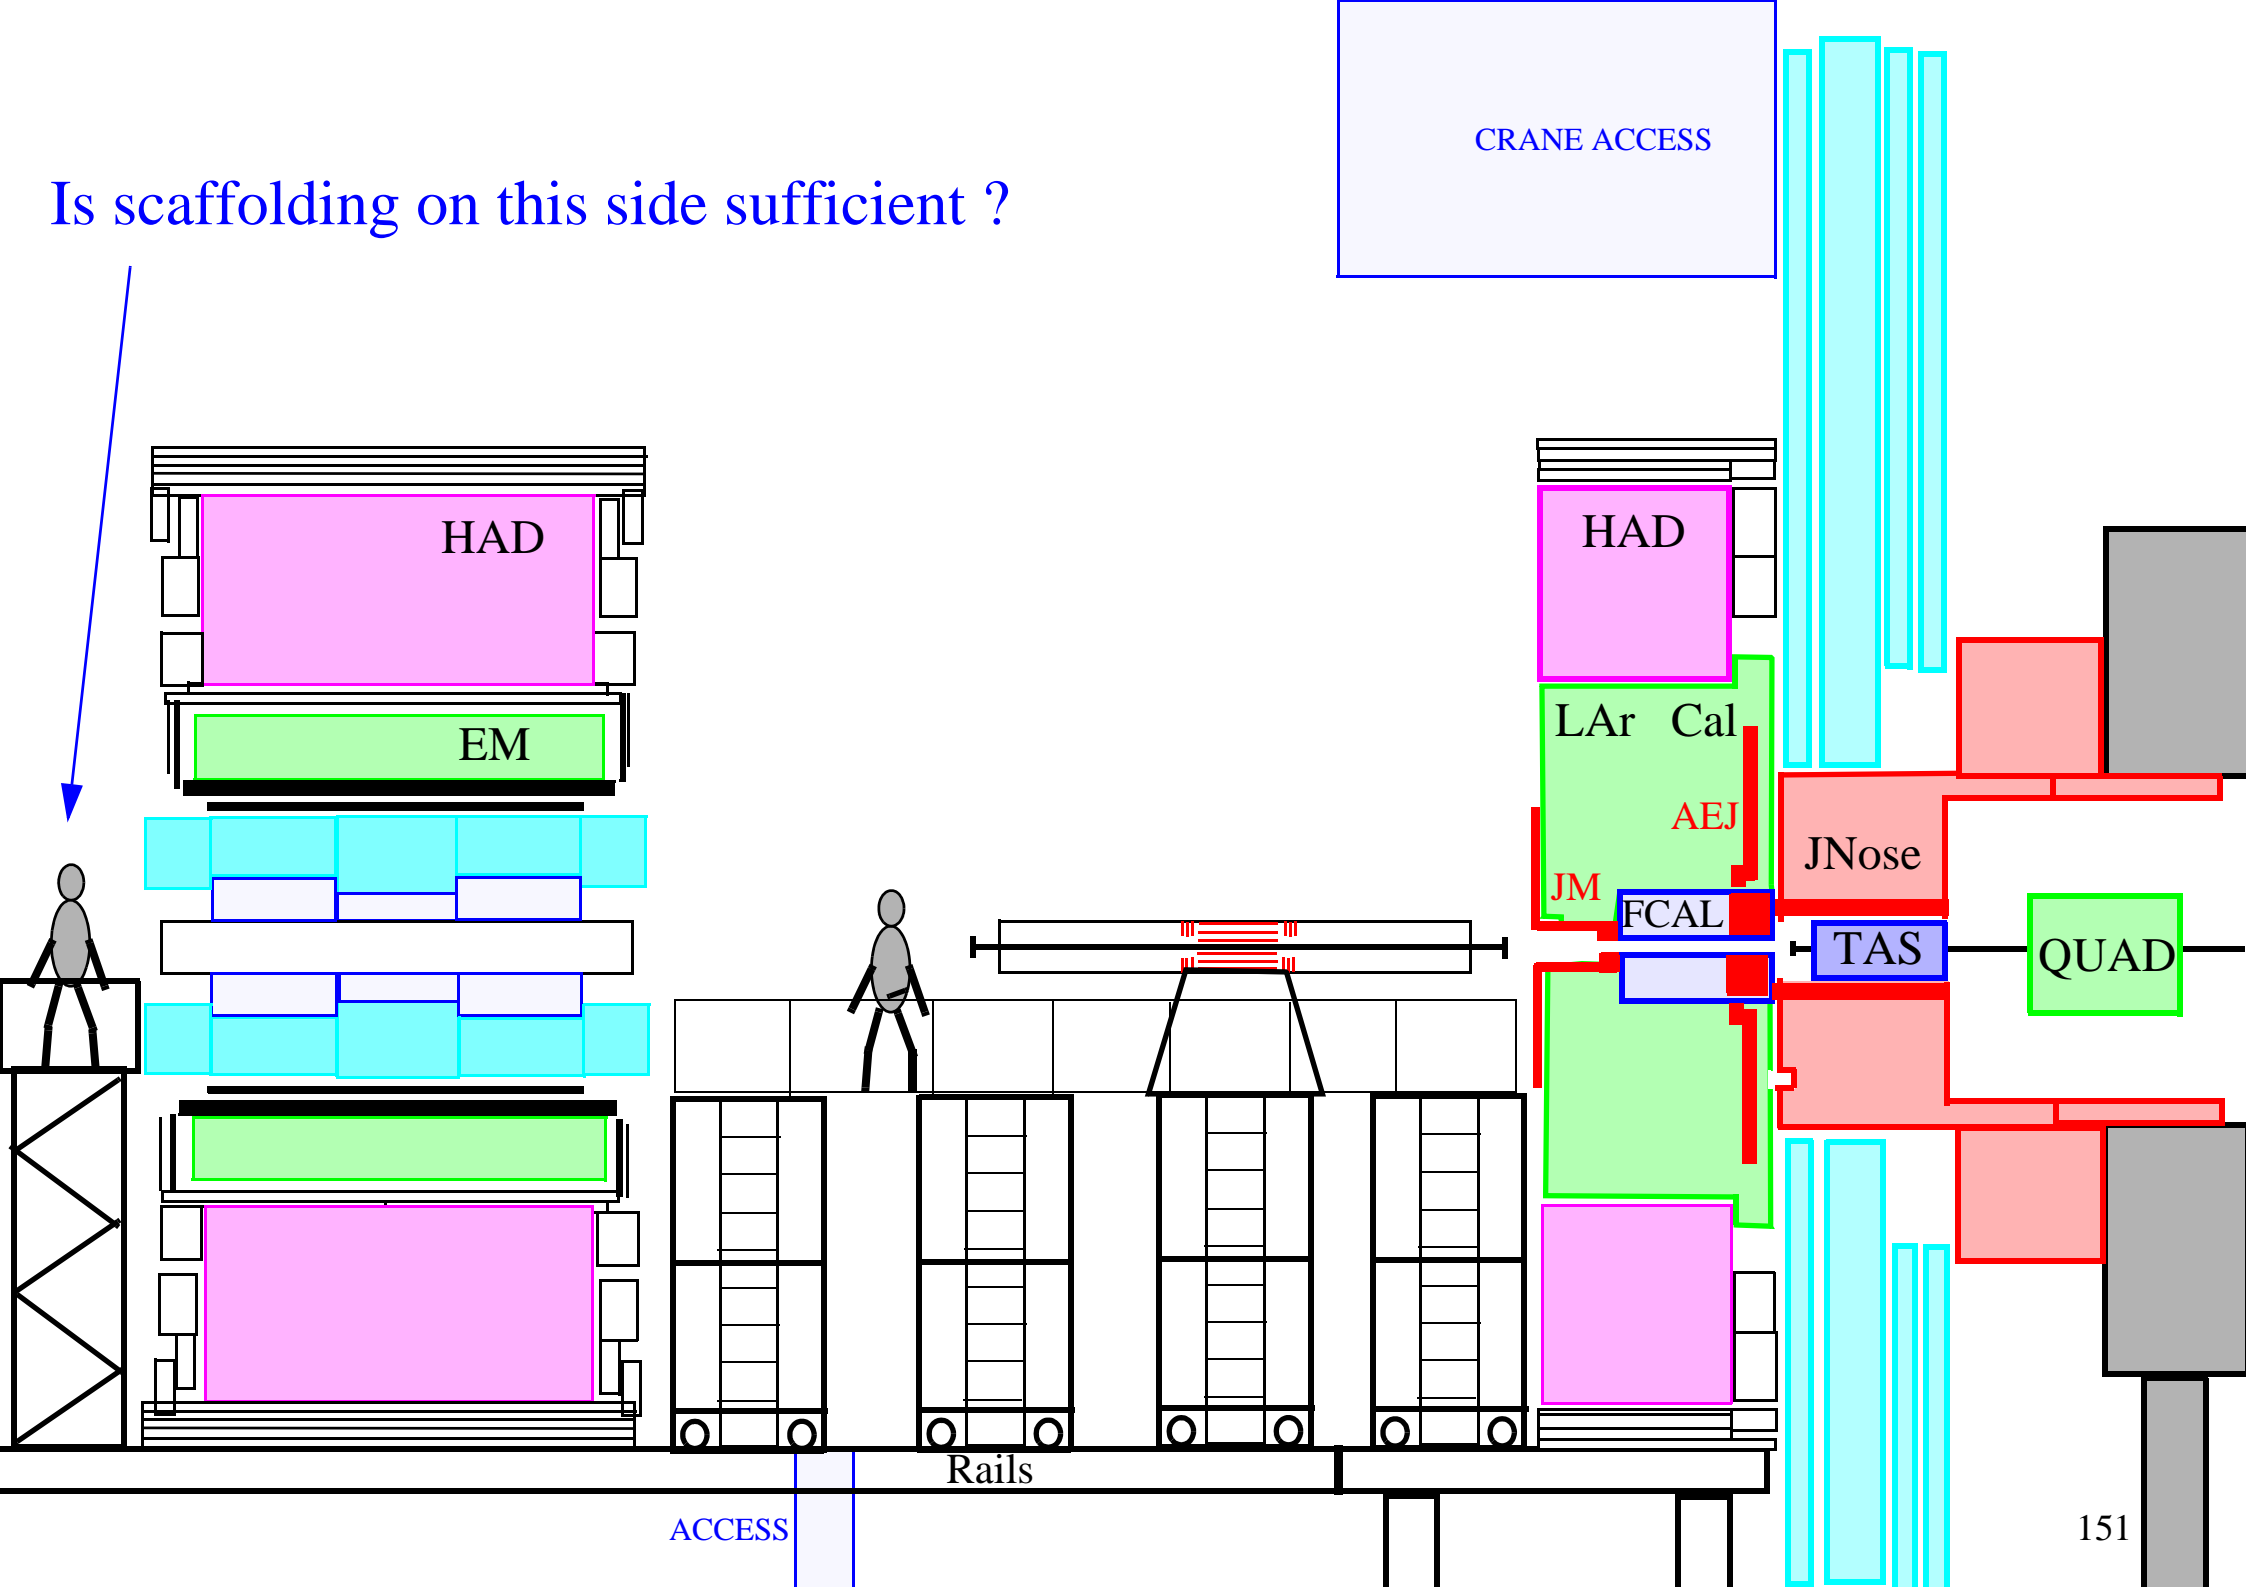 CRANE ACCESS
Is scaffolding on this side sufficient ?
HAD
HAD
LAr Cal
EM
AEJ
JNose
JM
FCAL
TAS
QUAD
Rails
ACCESS
151